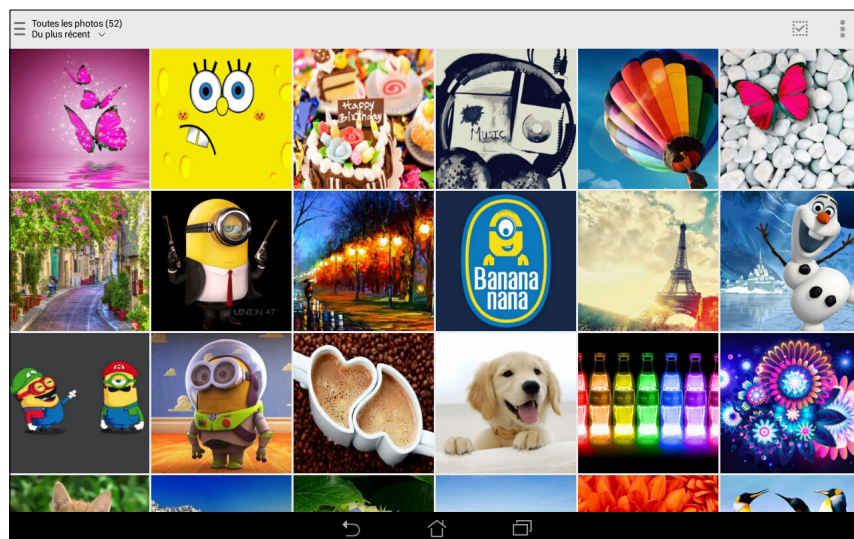 Toutes les photos (52)
Du plus récent
Happy
Birthday
MUSIC
MINION 47
Banana
nana